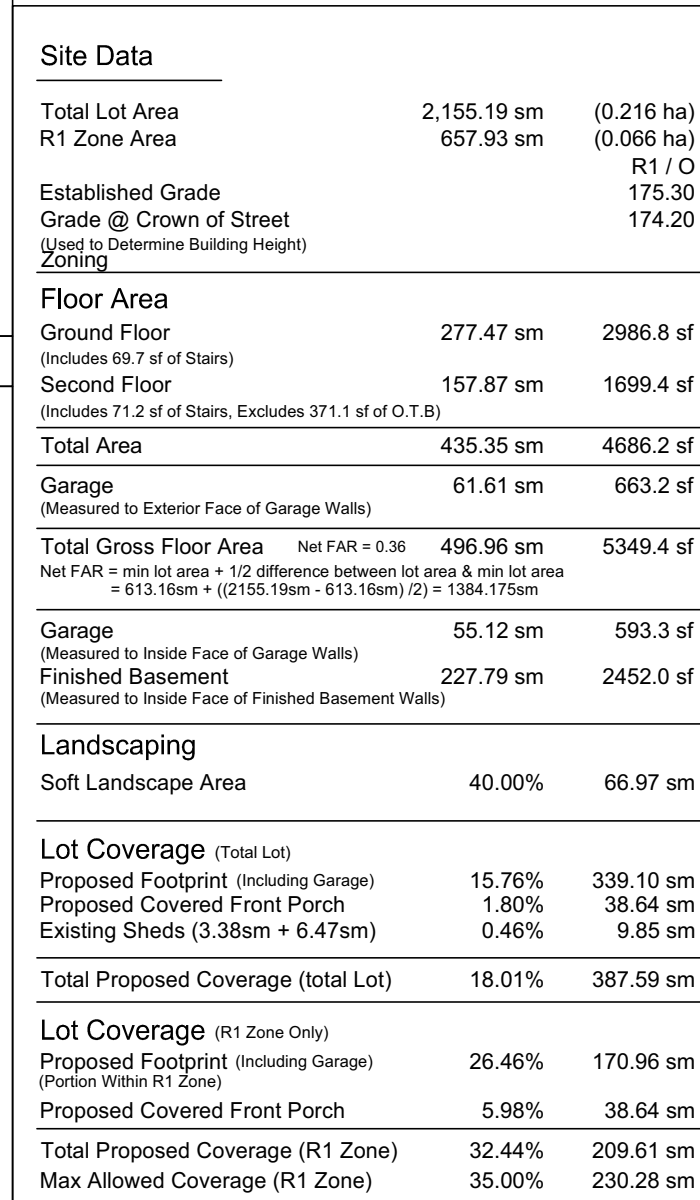 Site Data
Total Lot Area 2,155.19 sm (0.216 ha)
R1 Zone Area 657.93 sm (0.066 ha)
R1 / O
Established Grade 175.30
Grade @ Crown of Street 174.20
(Used to Determine Building Height)
Zoning
Floor Area
Ground Floor 277.47 sm 2986.8 sf
(Includes 69.7 sf of Stairs)
Second Floor 157.87 sm 1699.4 sf
(Includes 71.2 sf of Stairs, Excludes 371.1 sf of O.T.B)
Total Area 435.35 sm 4686.2 sf
Garage 61.61 sm 663.2 sf
(Measured to Exterior Face of Garage Walls)
Total Gross Floor Area Net FAR = 0.36 496.96 sm 5349.4 sf
Net FAR = min lot area + 1/2 difference between lot area & min lot area
= 613.16sm + ((2155.19sm - 613.16sm) /2) = 1384.175sm
Garage 55.12 sm 593.3 sf
(Measured to Inside Face of Garage Walls)
Finished Basement 227.79 sm 2452.0 sf
(Measured to Inside Face of Finished Basement Walls)
Landscaping
Soft Landscape Area 40.00% 66.97 sm
Lot Coverage (Total Lot)
Proposed Footprint (Including Garage) 15.76% 339.10 sm
Proposed Covered Front Porch 1.80% 38.64 sm
Existing Sheds (3.38sm + 6.47sm) 0.46% 9.85 sm
Total Proposed Coverage (total Lot) 18.01% 387.59 sm
Lot Coverage (R1 Zone Only)
Proposed Footprint (Including Garage) 26.46% 170.96 sm
(Portion Within R1 Zone)
Proposed Covered Front Porch 5.98% 38.64 sm
Total Proposed Coverage (R1 Zone) 32.44% 209.61 sm
Max Allowed Coverage (R1 Zone) 35.00% 230.28 sm